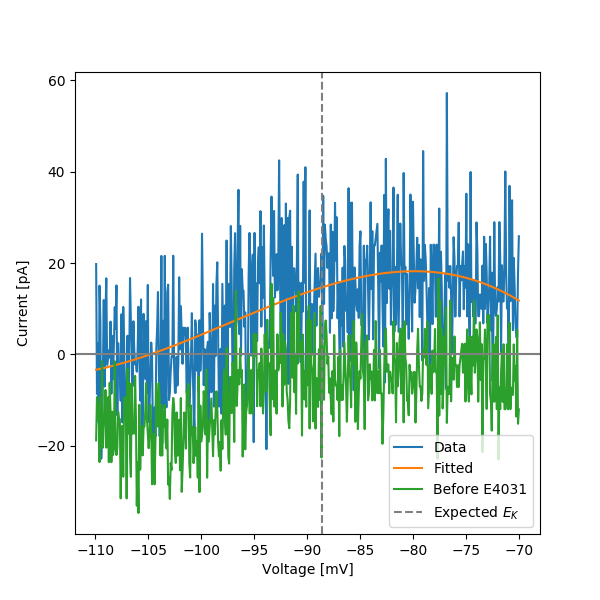 60
40
20
0
−20
Current [pA]
Data
Fitted
Before E4031
Expected E_K
−110 −105 −100 −95 −90 −85 −80 −75 −70
Voltage [mV]